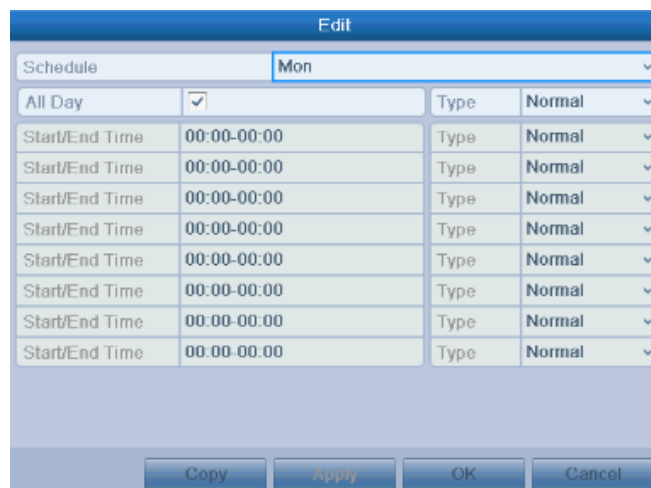 Edit
Schedule Mon
All Day Type Normal
Start/End Time 00:00-00:00 Type Normal
Start/End Time 00:00-00:00 Type Normal
Start/End Time 00:00-00:00 Type Normal
Start/End Time 00:00-00:00 Type Normal
Start/End Time 00:00-00:00 Type Normal
Start/End Time 00:00-00:00 Type Normal
Start/End Time 00:00-00:00 Type Normal
Start/End Time 00:00-00:00 Type Normal
Copy Apply OK Cancel